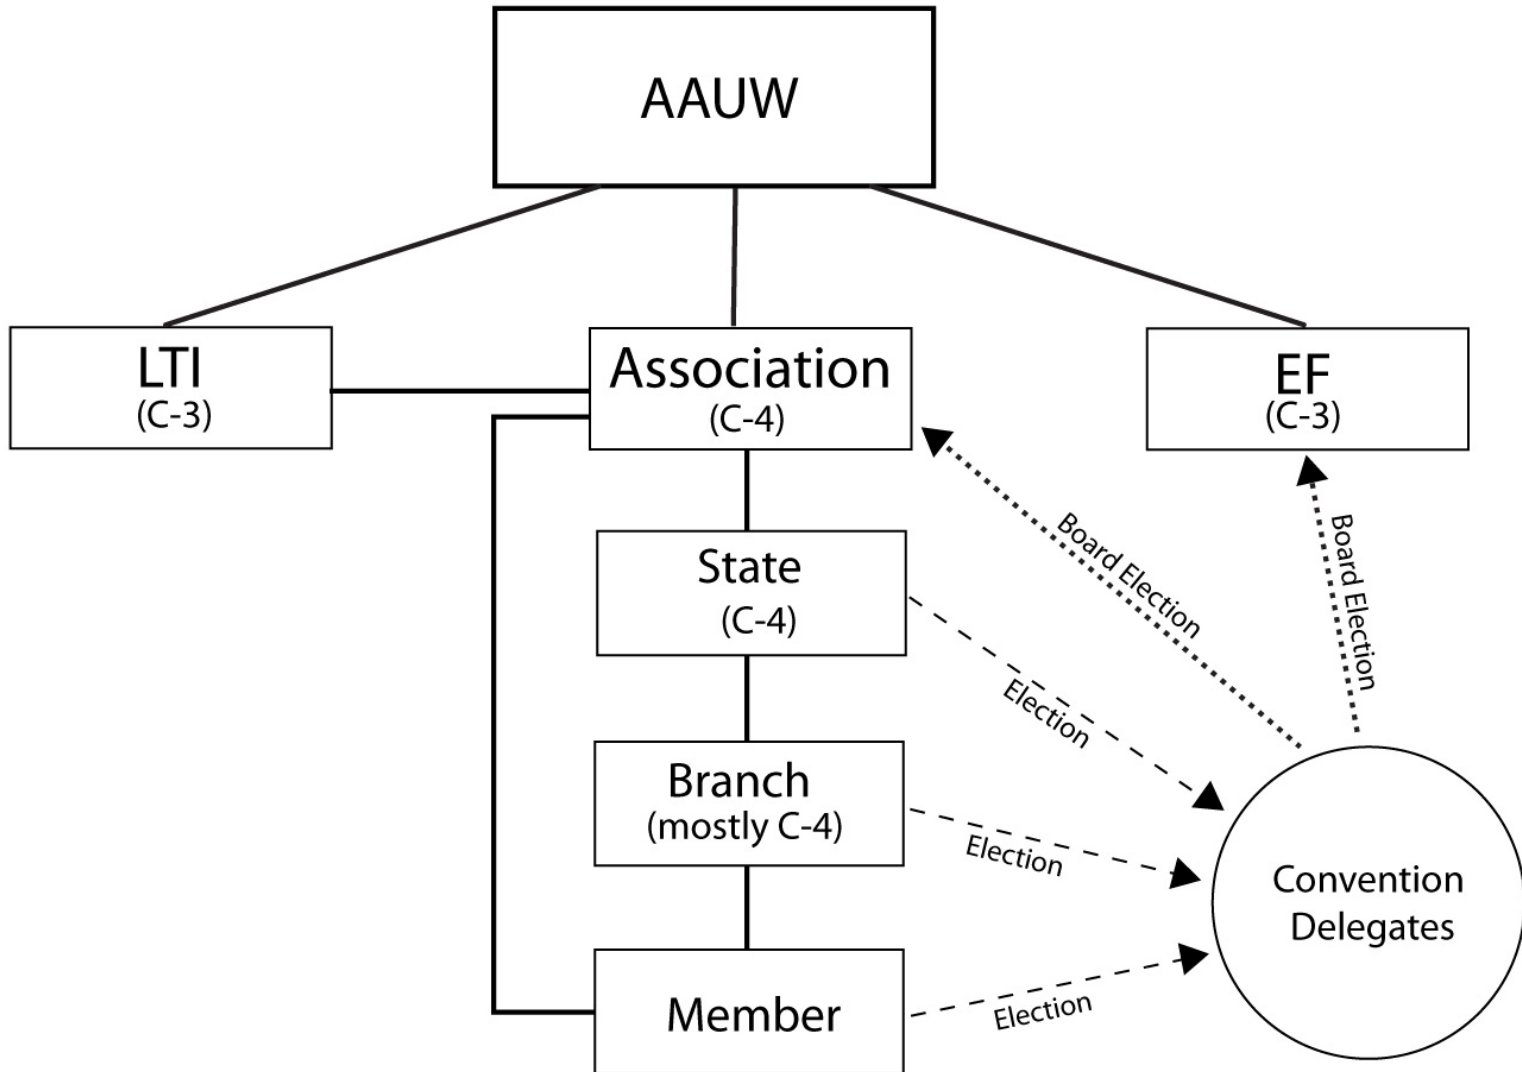 AAUW
LTI
(C-3)
Association
(C-4)
EF
(C-3)
Board Election
Board Election
State
(C-4)
Election
Branch
(mostly C-4)
Election
Convention
Delegates
Member
Election